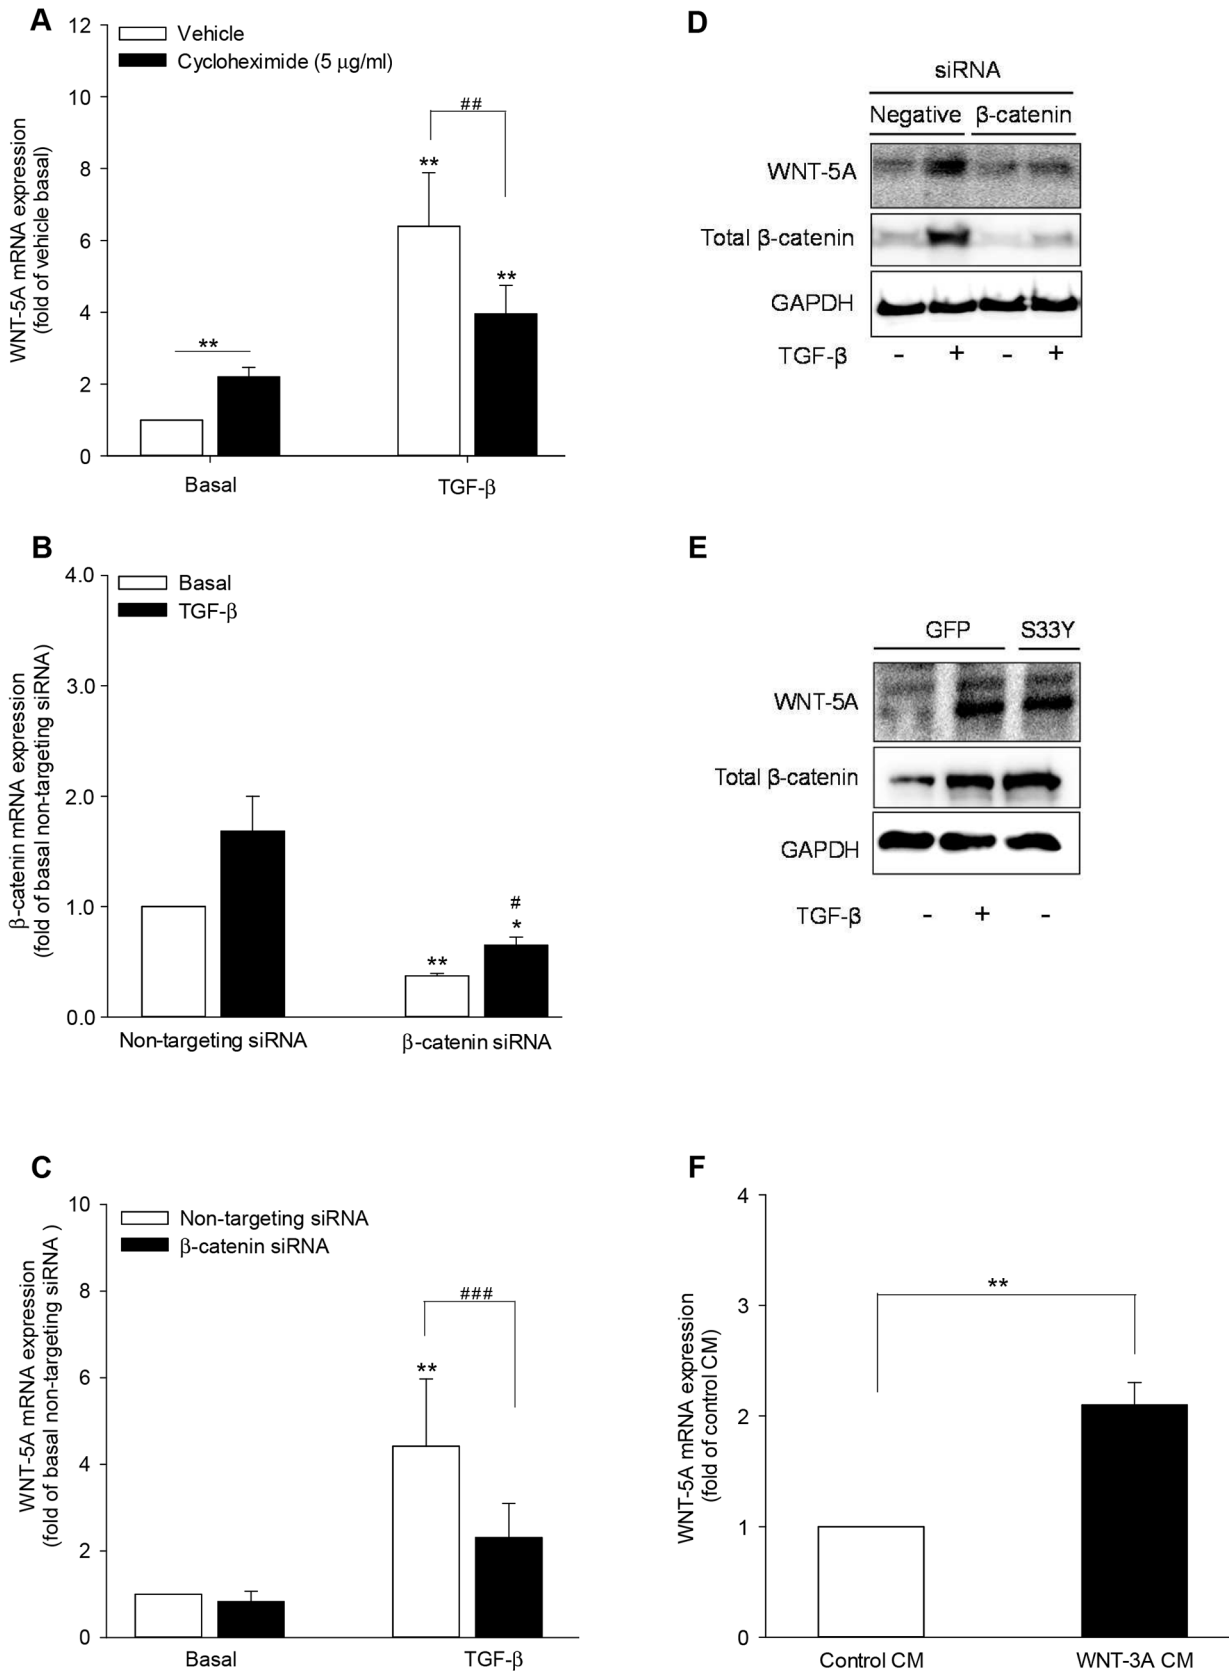 A
12
10
8
6
4
2
0
WNT-5A mRNA expression
(fold of vehicle basal)
Vehicle
Cycloheximide (5 μg/ml)
**
**
##
**
Basal
TGF-β
B
4.0
3.0
2.0
1.0
0.0
β-catenin mRNA expression
(fold of basal non-targeting siRNA)
Basal
TGF-β
**
#
*
Non-targeting siRNA
β-catenin siRNA
C
10
8
6
4
2
0
WNT-5A mRNA expression
(fold of basal non-targeting siRNA )
Non-targeting siRNA
β-catenin siRNA
**
###
Basal
TGF-β
D
siRNA
Negative β-catenin
WNT-5A
Total β-catenin
GAPDH
TGF-β - + - +
E
GFP S33Y
WNT-5A
Total β-catenin
GAPDH
TGF-β - + -
F
4
3
2
1
0
WNT-5A mRNA expression
(fold of control CM)
**
Control CM
WNT-3A CM